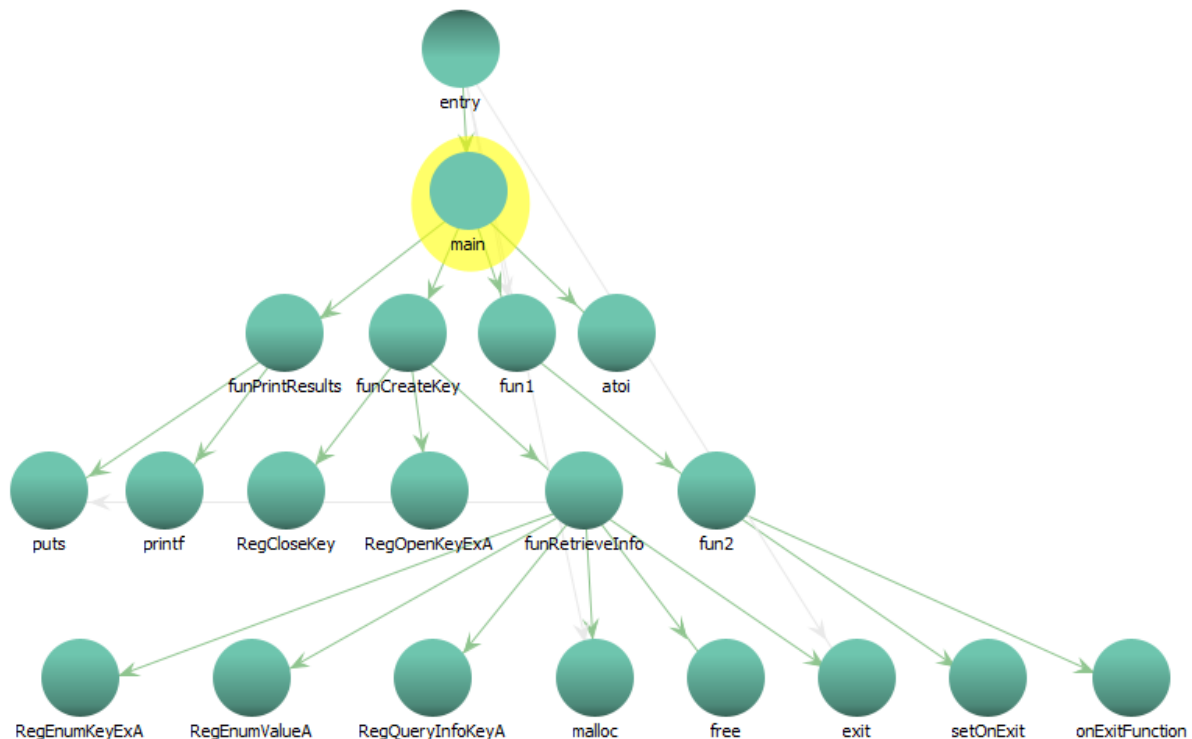 entry
main
funPrintResults
funCreateKey
fun1
atoi
puts
printf
RegCloseKey
RegOpenKeyExA
funRetrieveInfo
fun2
RegEnumKeyExA
RegEnumValueA
RegQueryInfoKeyA
malloc
free
exit
setOnExit
onExitFunction